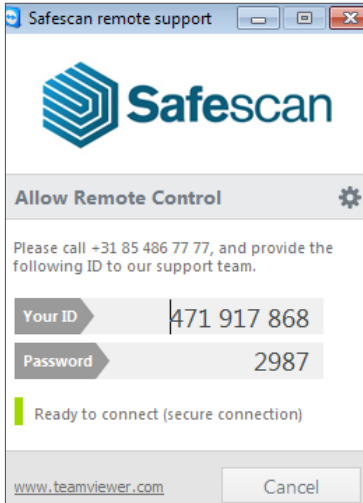 Safescan remote support
Safescan
Allow Remote Control
Please call +31 85 486 77 77, and provide the
following ID to our support team.
Your ID 471 917 868
Password 2987
Ready to connect (secure connection)
www.teamviewer.com Cancel